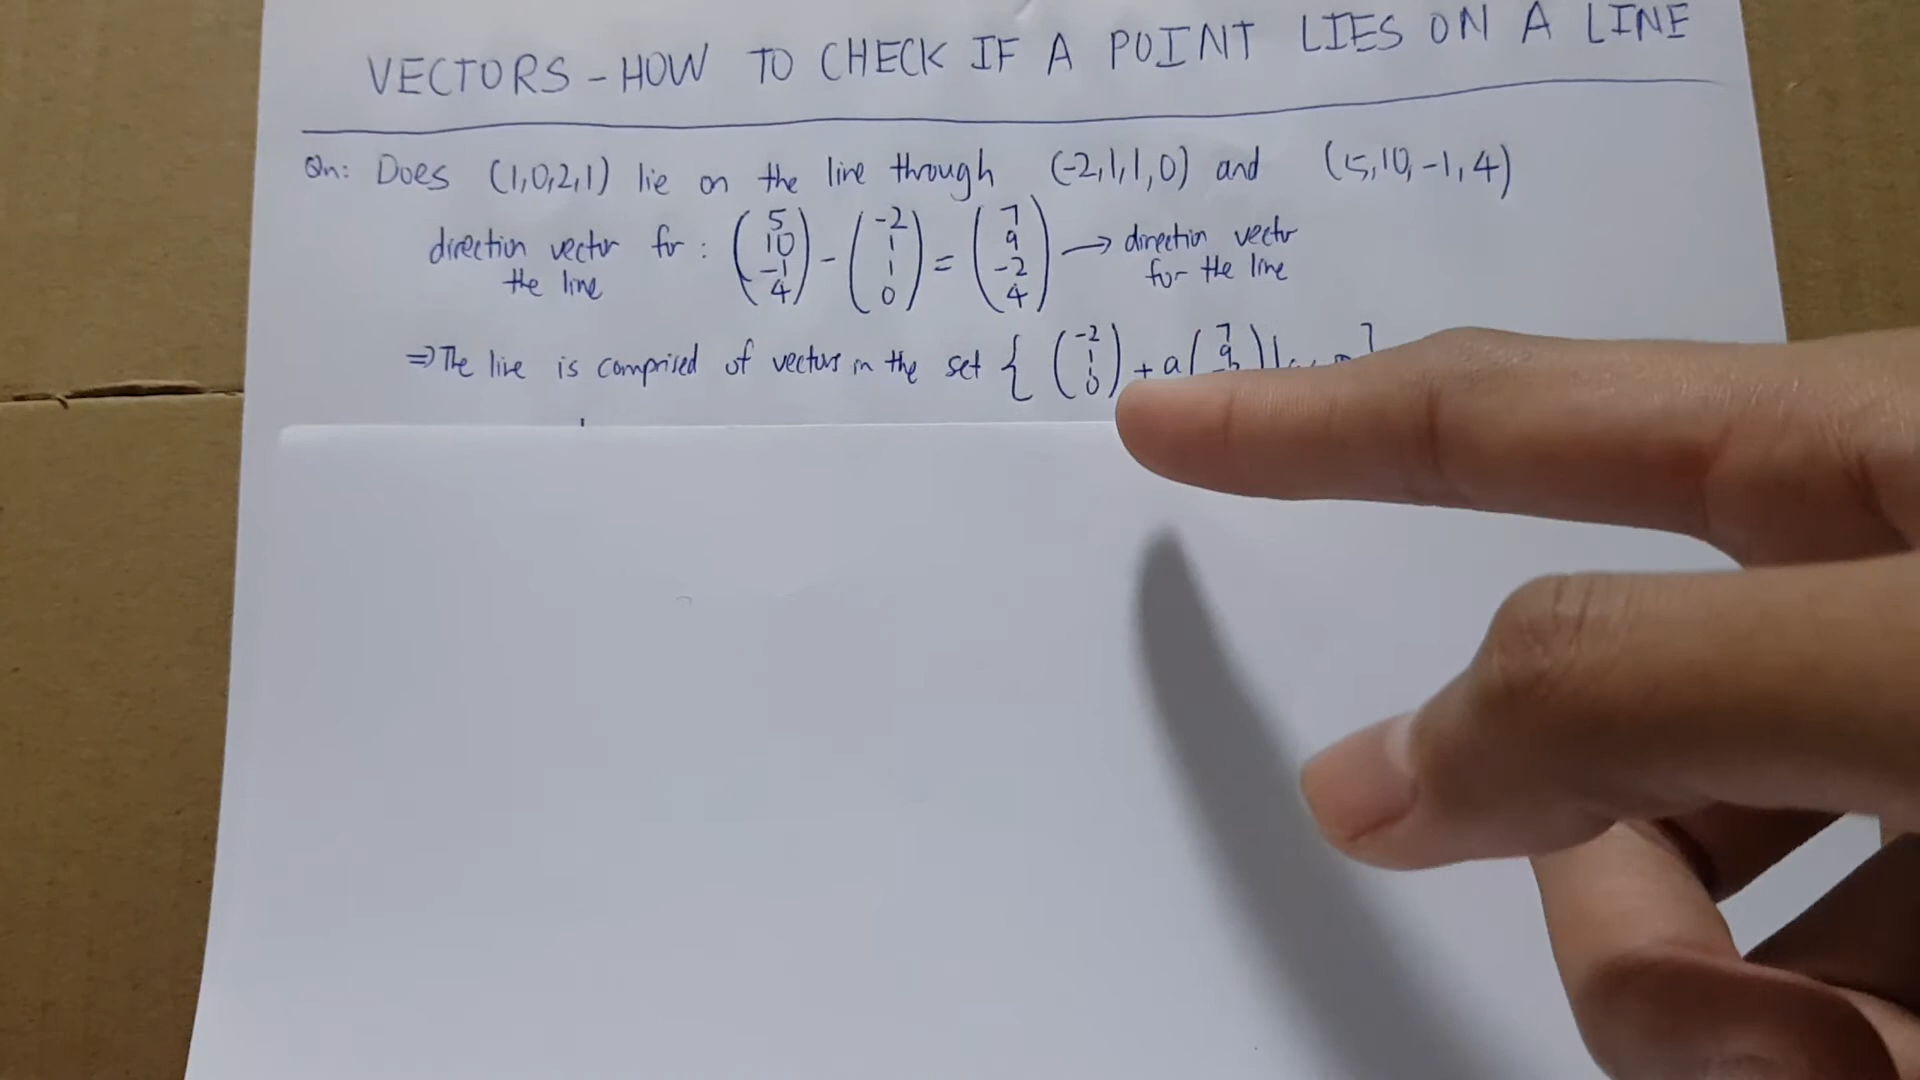 VECTORS - HOW TO CHECK IF A POINT LIES ON A LINE
Qn: Does (1,0,2,1) lie on the line through (-2,1,1,0) and (5,10,-1,4)
direction vector for the line : (5 10 -1 4) - (-2 1 1 0) = (7 9 -2 4) → direction vector for the line
⇒ The line is comprised of vectors in the set { (-2 1 1 0) + a (7 9